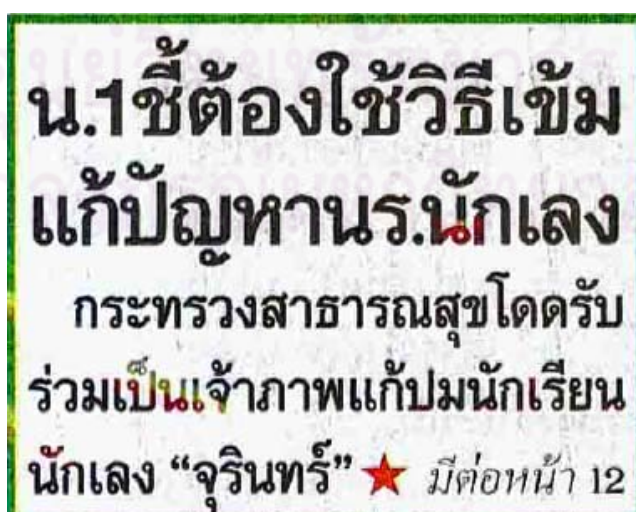 น.1ชี้ต้องใช้วิธีเข้ม
แก้ปัญหานร.นักเลง
กระทรวงสาธารณสุขโดดรับ
ร่วมเป็นเจ้าภาพแก้ปมนักเรียน
นักเลง “จุรินทร์” ★ มีต่อหน้า 12